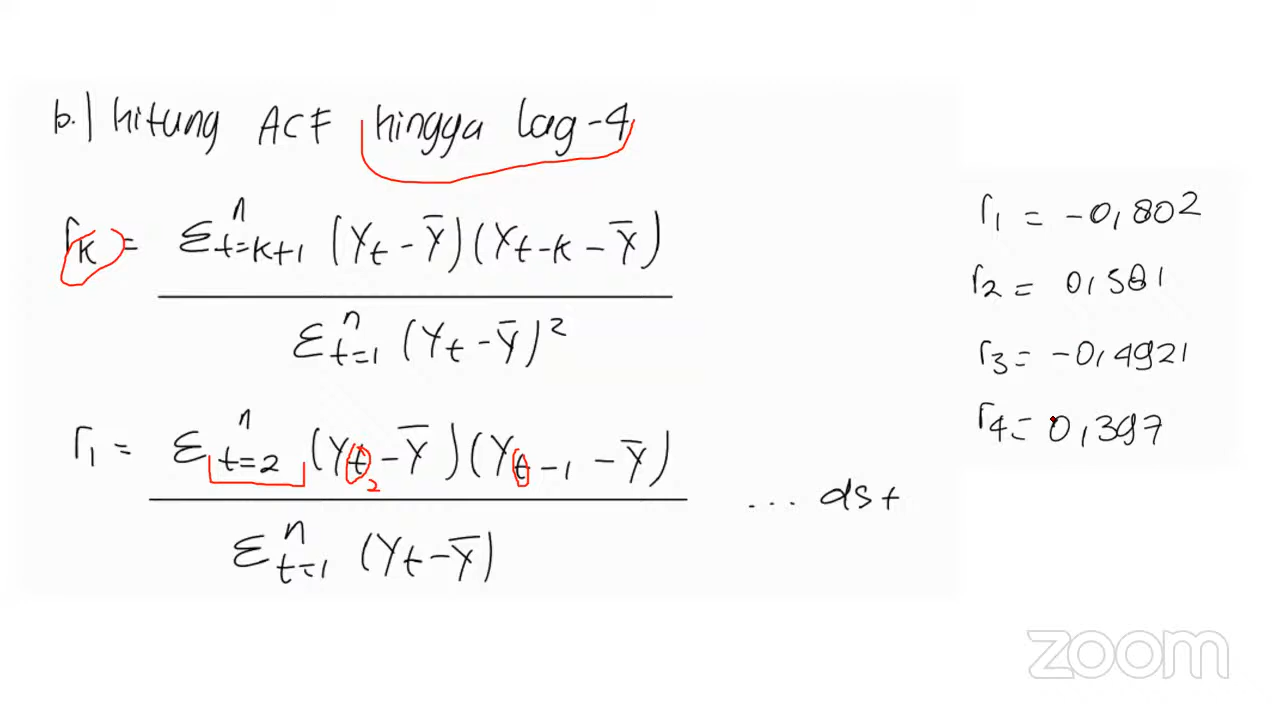 b.) hitung ACF hingga lag-4
rk = Σ t=k+1 n (Yt - Ȳ)(Yt-k - Ȳ)
Σ t=1 n (Yt - Ȳ)²
r1 = Σ t=2 n (Yt - Ȳ)(Yt-1 - Ȳ)
2
Σ t=1 n (Yt - Ȳ)
... dst
r1 = -0,802
r2 = 0,581
r3 = -0,4921
r4 = 0,397
zoom